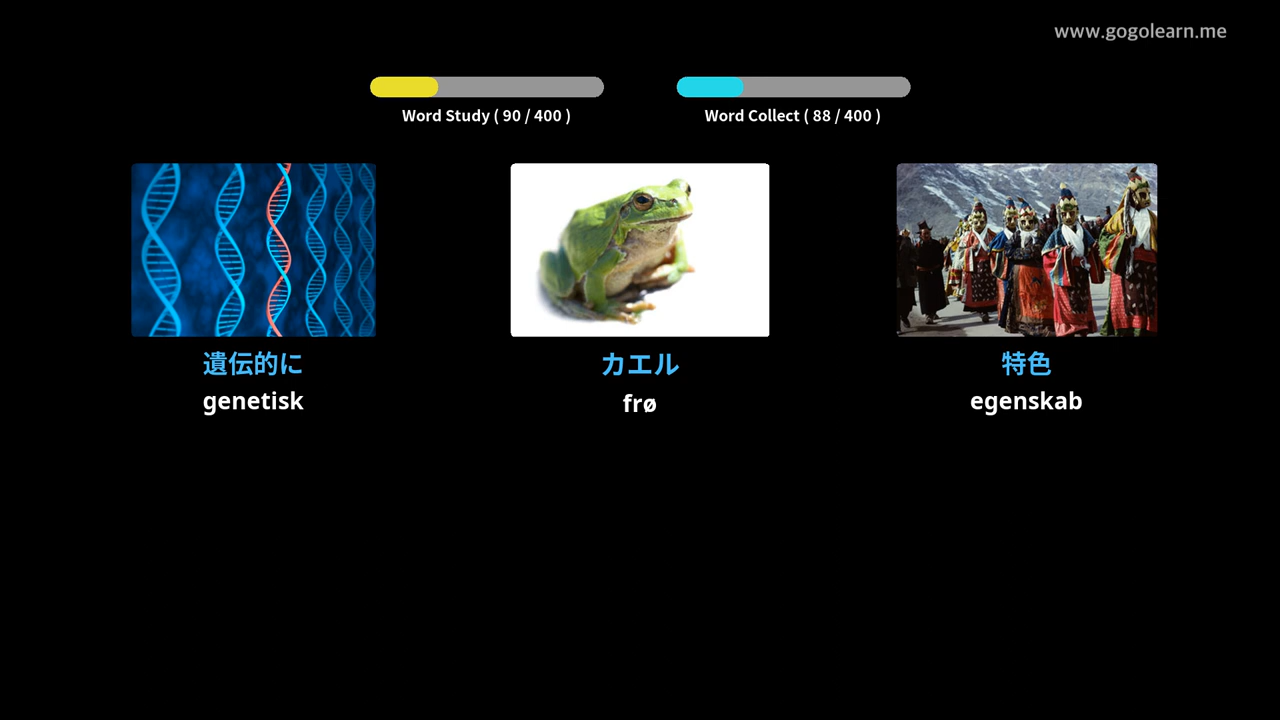 www.gogolearn.me
Word Study ( 90 / 400 )
Word Collect ( 88 / 400 )
遺伝的に
genetisk
カエル
frø
特色
egenskab